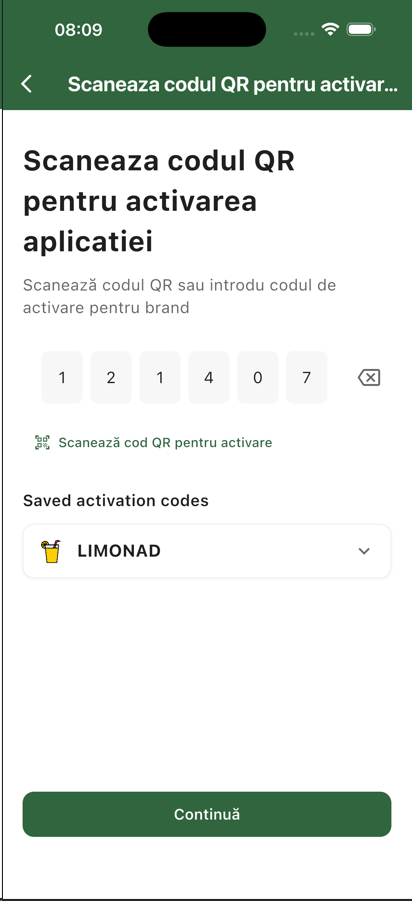 08:09
Scaneaza codul QR pentru activar...
Scaneaza codul QR
pentru activarea
aplicatiei
Scanează codul QR sau introdu codul de
activare pentru brand
1 2 1 4 0 7
Scanează cod QR pentru activare
Saved activation codes
LIMONAD
Continuă